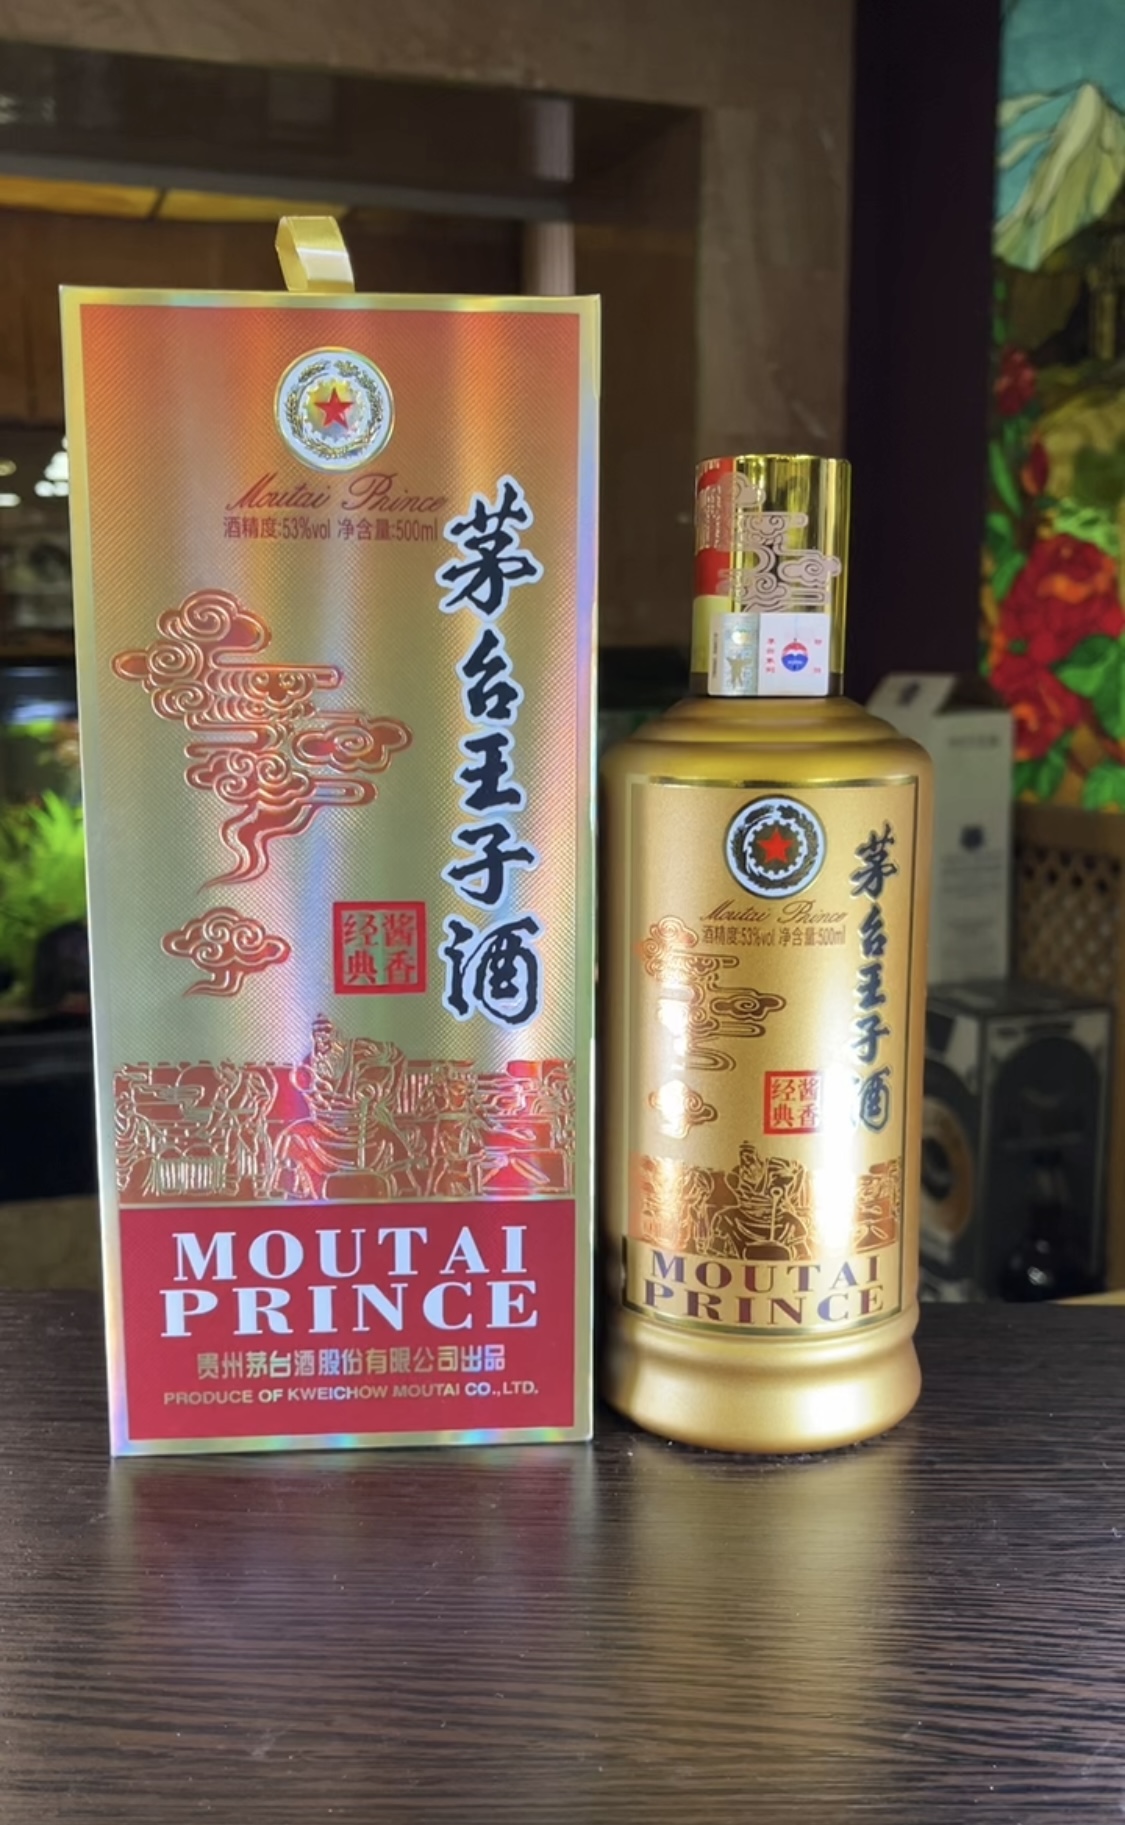 Moutai Prince
酒精度:53%vol 净含量:500ml
茅台王子酒
酱香
经典
MOUTAI
PRINCE
贵州茅台酒股份有限公司出品
PRODUCE OF KWEICHOW MOUTAI CO.,LTD.
Moutai Prince
酒精度:53%vol 净含量:500ml
茅台王子酒
酱香
经典
MOUTAI
PRINCE